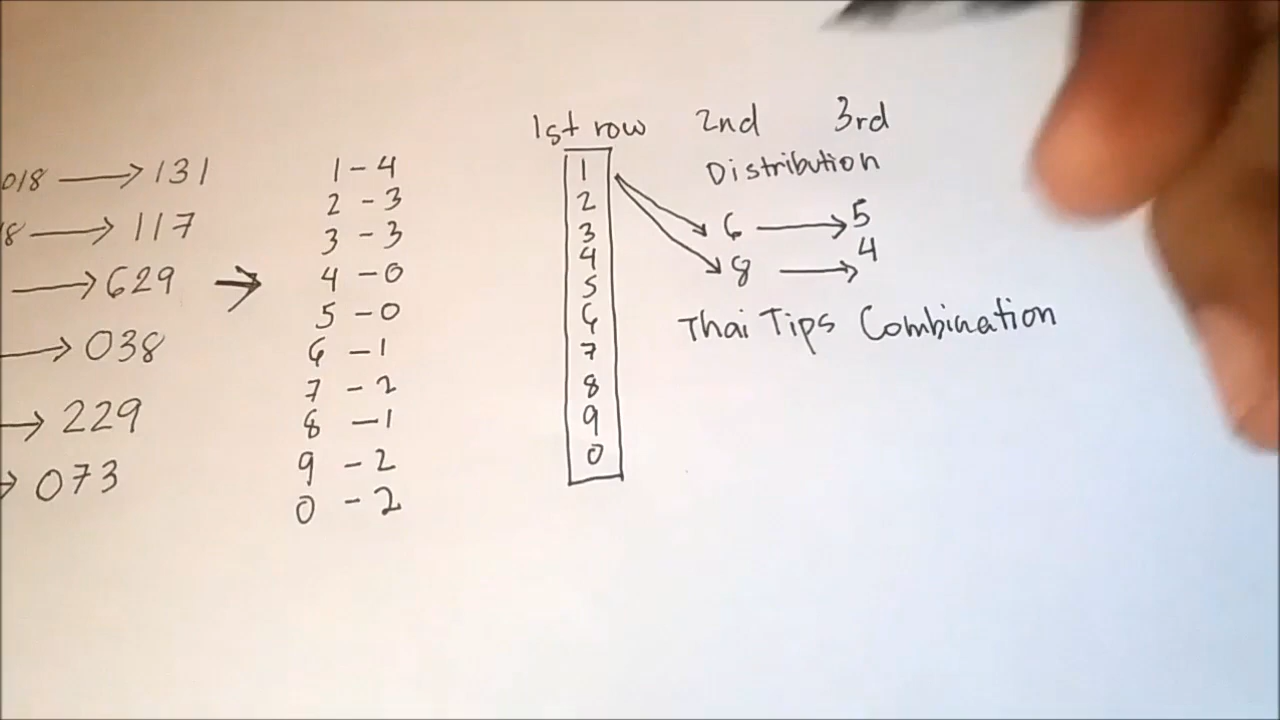 018 → 131
8 → 117
→ 629 →
→ 038
→ 229
→ 073
1 - 4
2 - 3
3 - 3
4 - 0
5 - 0
6 - 1
7 - 2
8 - 1
9 - 2
0 - 2
1st row 2nd 3rd
Distribution
1
2
3
4
5
6
7
8
9
0
6 → 5
8 → 4
Thai Tips Combination